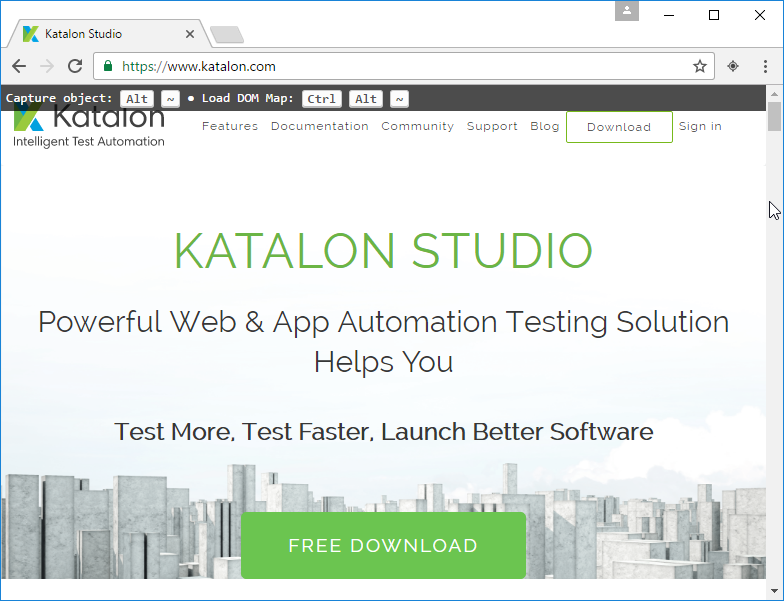 Katalon Studio
https://www.katalon.com
Capture object: Alt ~ • Load DOM Map: Ctrl Alt ~
Katalon
Intelligent Test Automation
Features Documentation Community Support Blog Download Sign in
KATALON STUDIO
Powerful Web & App Automation Testing Solution
Helps You
Test More, Test Faster, Launch Better Software
FREE DOWNLOAD